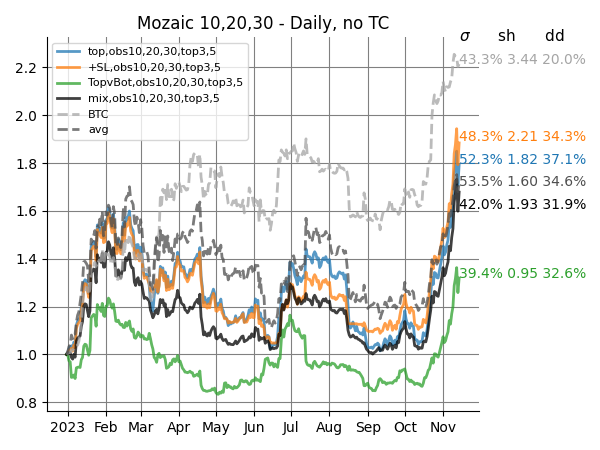 Mozaic 10,20,30 - Daily, no TC
σ sh dd
top,obs10,20,30,top3,5
+SL,obs10,20,30,top3,5
TopvBot,obs10,20,30,top3,5
mix,obs10,20,30,top3,5
BTC
avg
43.3% 3.44 20.0%
48.3% 2.21 34.3%
52.3% 1.82 37.1%
53.5% 1.60 34.6%
42.0% 1.93 31.9%
39.4% 0.95 32.6%
2.2
2.0
1.8
1.6
1.4
1.2
1.0
0.8
2023 Feb Mar Apr May Jun Jul Aug Sep Oct Nov